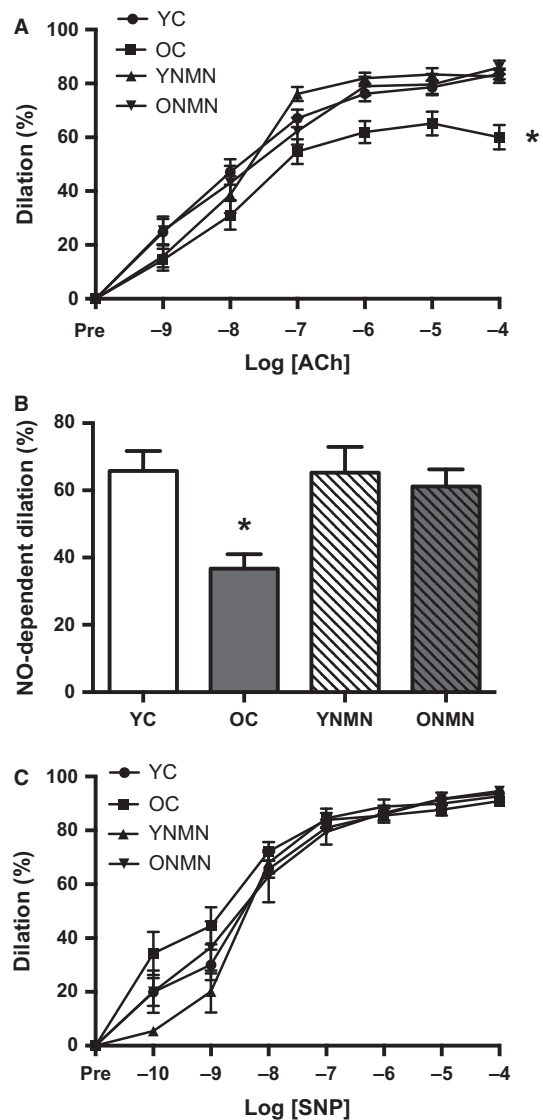 A
YC
OC
YNMN
ONMN
Dilation (%)
100
80
60
40
20
0
*
Pre –9 –8 –7 –6 –5 –4
Log [ACh]
B
NO-dependent dilation (%)
80
60
40
20
0
*
YC OC YNMN ONMN
C
YC
OC
YNMN
ONMN
Dilation (%)
100
80
60
40
20
0
Pre –10 –9 –8 –7 –6 –5 –4
Log [SNP]